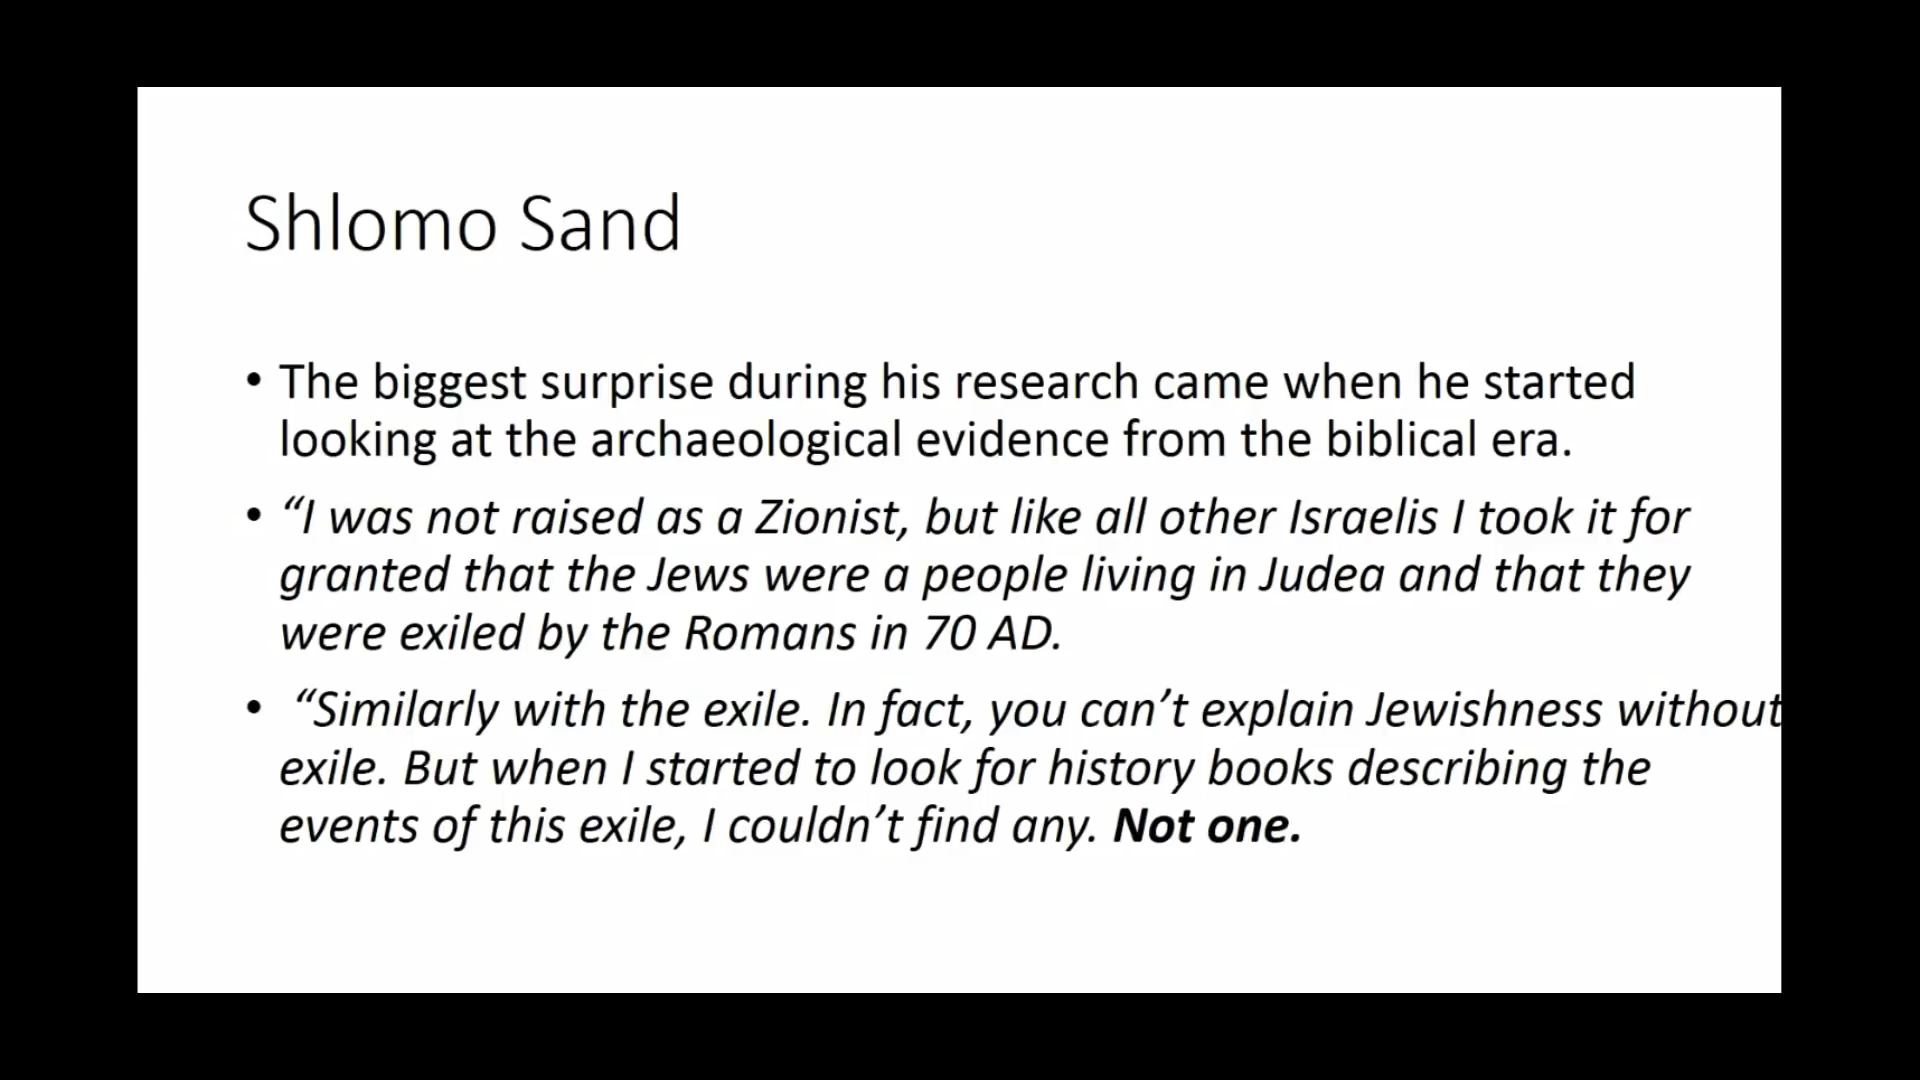 Shlomo Sand
• The biggest surprise during his research came when he started
looking at the archaeological evidence from the biblical era.
• “I was not raised as a Zionist, but like all other Israelis I took it for
granted that the Jews were a people living in Judea and that they
were exiled by the Romans in 70 AD.
• “Similarly with the exile. In fact, you can’t explain Jewishness without
exile. But when I started to look for history books describing the
events of this exile, I couldn’t find any. Not one.